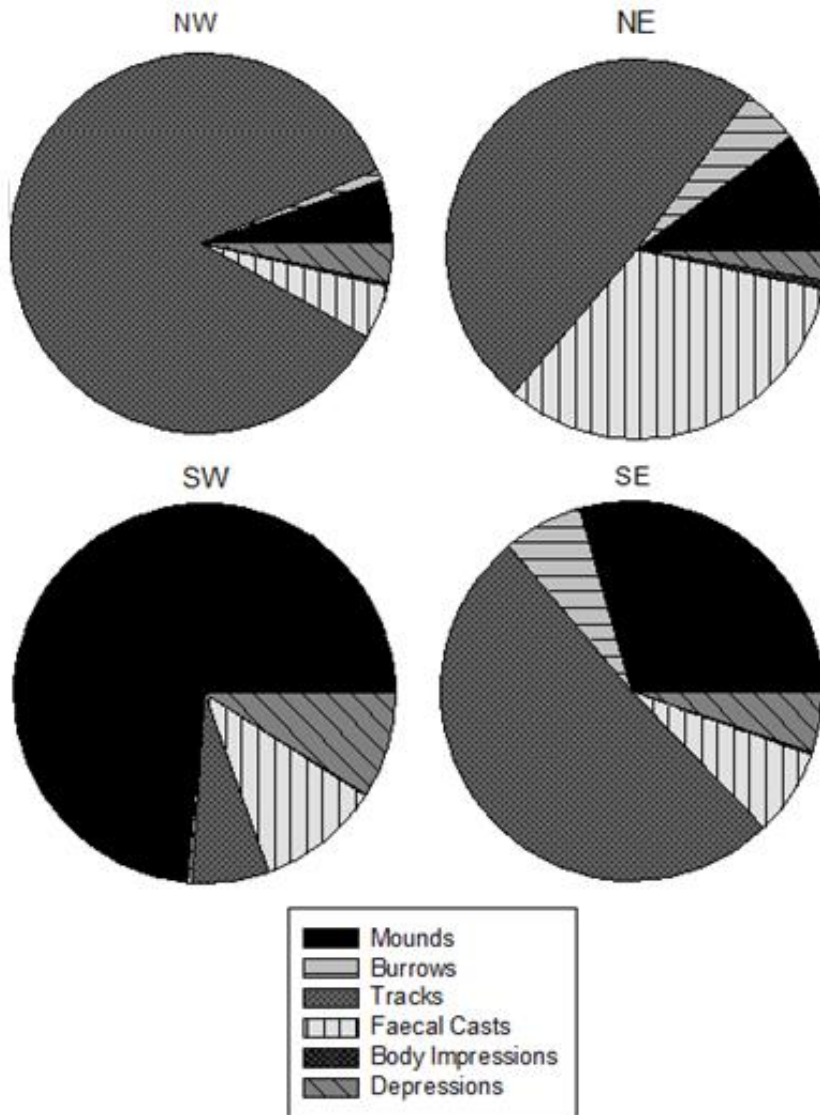 NW
NE
SW
SE
Mounds
Burrows
Tracks
Faecal Casts
Body Impressions
Depressions